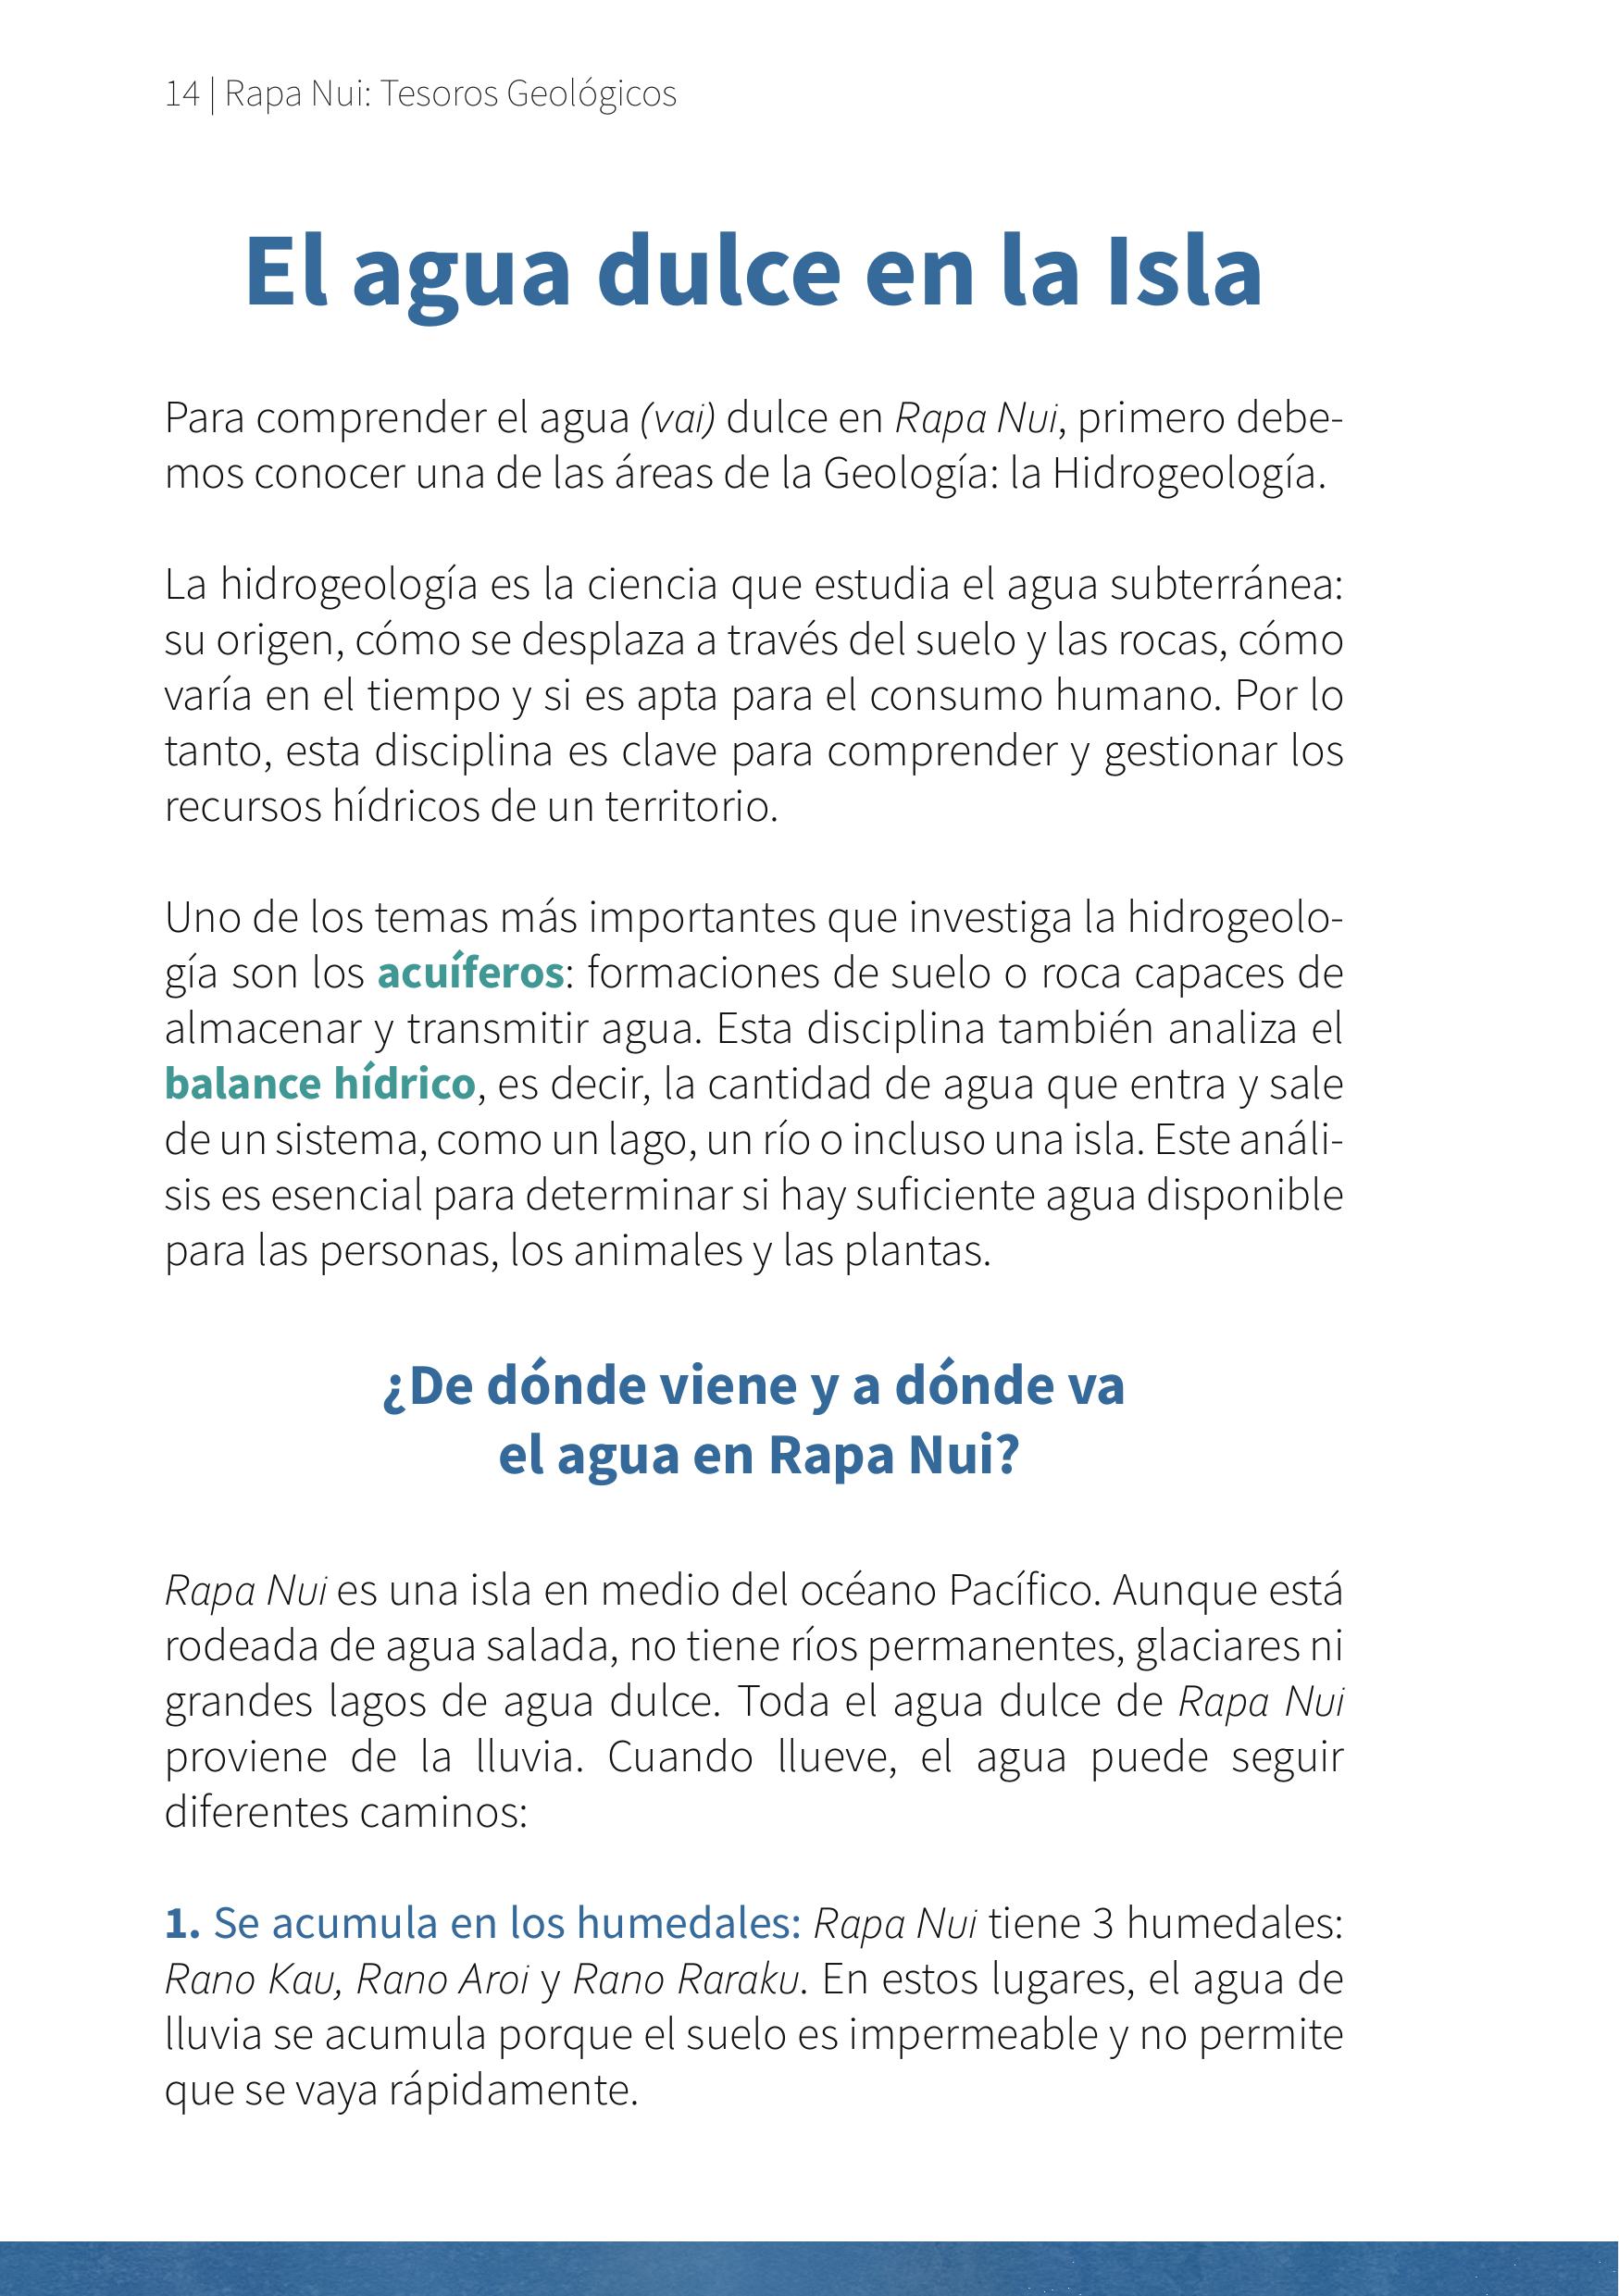 14 | Rapa Nui: Tesoros Geológicos
El agua dulce en la Isla
Para comprender el agua (vai) dulce en Rapa Nui, primero debe-
mos conocer una de las áreas de la Geología: la Hidrogeología.
La hidrogeología es la ciencia que estudia el agua subterránea:
su origen, cómo se desplaza a través del suelo y las rocas, cómo
varía en el tiempo y si es apta para el consumo humano. Por lo
tanto, esta disciplina es clave para comprender y gestionar los
recursos hídricos de un territorio.
Uno de los temas más importantes que investiga la hidrogeolo-
gía son los acuíferos: formaciones de suelo o roca capaces de
almacenar y transmitir agua. Esta disciplina también analiza el
balance hídrico, es decir, la cantidad de agua que entra y sale
de un sistema, como un lago, un río o incluso una isla. Este análi-
sis es esencial para determinar si hay suficiente agua disponible
para las personas, los animales y las plantas.
¿De dónde viene y a dónde va
el agua en Rapa Nui?
Rapa Nui es una isla en medio del océano Pacífico. Aunque está
rodeada de agua salada, no tiene ríos permanentes, glaciares ni
grandes lagos de agua dulce. Toda el agua dulce de Rapa Nui
proviene de la lluvia. Cuando llueve, el agua puede seguir
diferentes caminos:
1. Se acumula en los humedales: Rapa Nui tiene 3 humedales:
Rano Kau, Rano Aroi y Rano Raraku. En estos lugares, el agua de
lluvia se acumula porque el suelo es impermeable y no permite
que se vaya rápidamente.